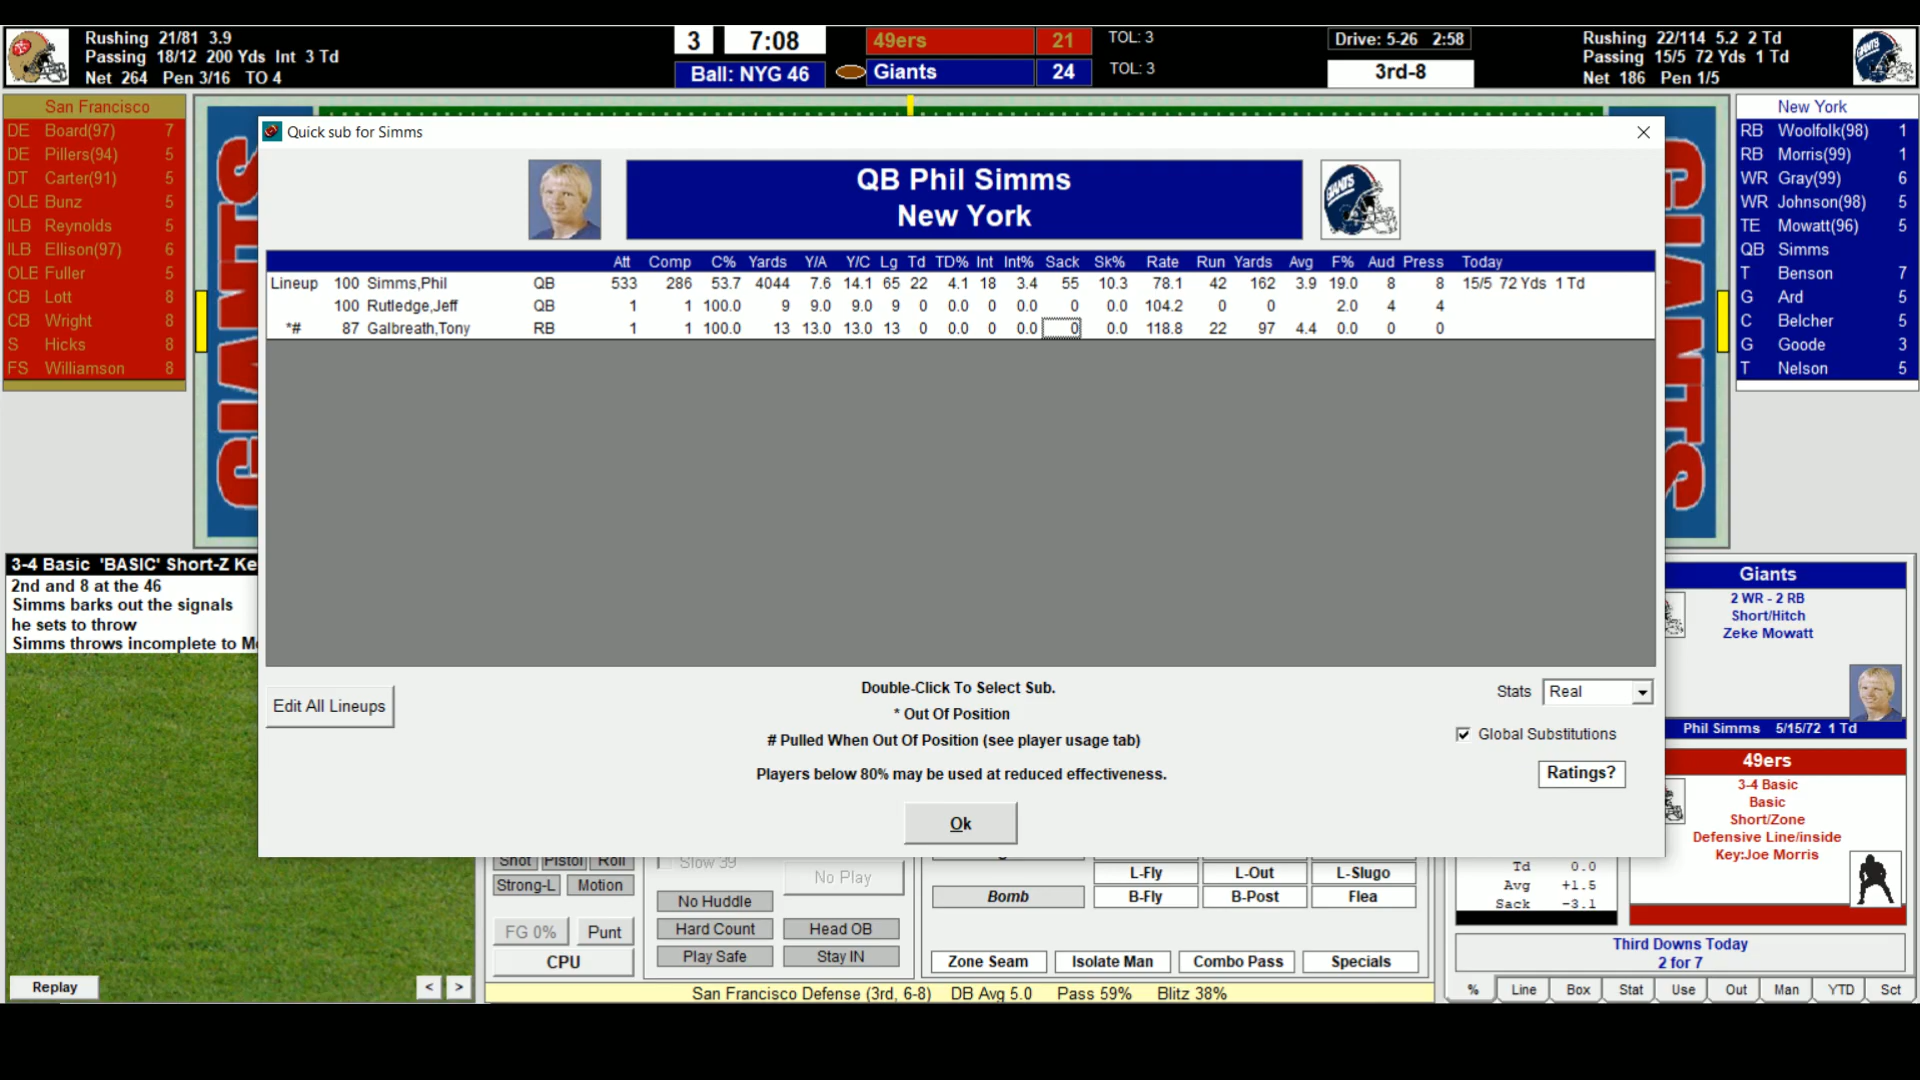 Rushing 21/81 3.9
Passing 18/12 200 Yds Int 3 Td
Net 264 Pen 3/16 TO 4
3 7:08
Ball: NYG 46
49ers 21 TOL: 3
Giants 24 TOL: 3
Drive: 5-26 2:58
3rd-8
Rushing 22/114 5.2 2 Td
Passing 15/5 72 Yds 1 Td
Net 186 Pen 1/5
San Francisco
DE Board(97) 7
DE Pillers(94) 5
DT Carter(91) 5
OLE Bunz 5
ILB Reynolds 5
ILB Ellison(97) 6
OLE Fuller 5
CB Lott 8
CB Wright 8
S Hicks 8
FS Williamson 8
GIANTS
Quick sub for Simms
QB Phil Simms
New York
GIANTS
Att Comp C% Yards Y/A Y/C Lg Td TD% Int Int% Sack Sk% Rate Run Yards Avg F% Aud Press Today
Lineup 100 Simms,Phil QB 533 286 53.7 4044 7.6 14.1 65 22 4.1 18 3.4 55 10.3 78.1 42 162 3.9 19.0 8 8 15/5 72 Yds 1 Td
100 Rutledge,Jeff QB 1 1 100.0 9 9.0 9.0 9 0 0.0 0 0.0 0 0.0 104.2 0 0 2.0 4 4
*# 87 Galbreath,Tony RB 1 1 100.0 13 13.0 13.0 13 0 0.0 0 0.0 0 0.0 118.8 22 97 4.4 0.0 0 0
Edit All Lineups
Double-Click To Select Sub.
* Out Of Position
# Pulled When Out Of Position (see player usage tab)
Players below 80% may be used at reduced effectiveness.
Ok
Stats Real
Global Substitutions
Ratings?
GIANTS
New York
RB Woolfolk(98) 1
RB Morris(99) 1
WR Gray(99) 6
WR Johnson(98) 5
TE Mowatt(96) 5
QB Simms
T Benson 7
G Ard 5
C Belcher 5
G Goode 3
T Nelson 5
3-4 Basic 'BASIC' Short-Z Ke
2nd and 8 at the 46
Simms barks out the signals
he sets to throw
Simms throws incomplete to M
Replay < >
Shot Pistol Roll
Strong-L Motion
FG 0% Punt
CPU
Slow 39
No Play
No Huddle
Hard Count Head OB
Play Safe Stay IN
L-Fly L-Out L-Slugo
Bomb B-Fly B-Post Flea
Zone Seam Isolate Man Combo Pass Specials
San Francisco Defense (3rd, 6-8) DB Avg 5.0 Pass 59% Blitz 38%
Giants
2 WR - 2 RB
Short/Hitch
Zeke Mowatt
Phil Simms 5/15/72 1 Td
49ers
3-4 Basic
Basic
Short/Zone
Defensive Line/inside
Key:Joe Morris
Td 0.0
Avg +1.5
Sack -3.1
Third Downs Today
2 for 7
% Line Box Stat Use Out Man YTD Sct